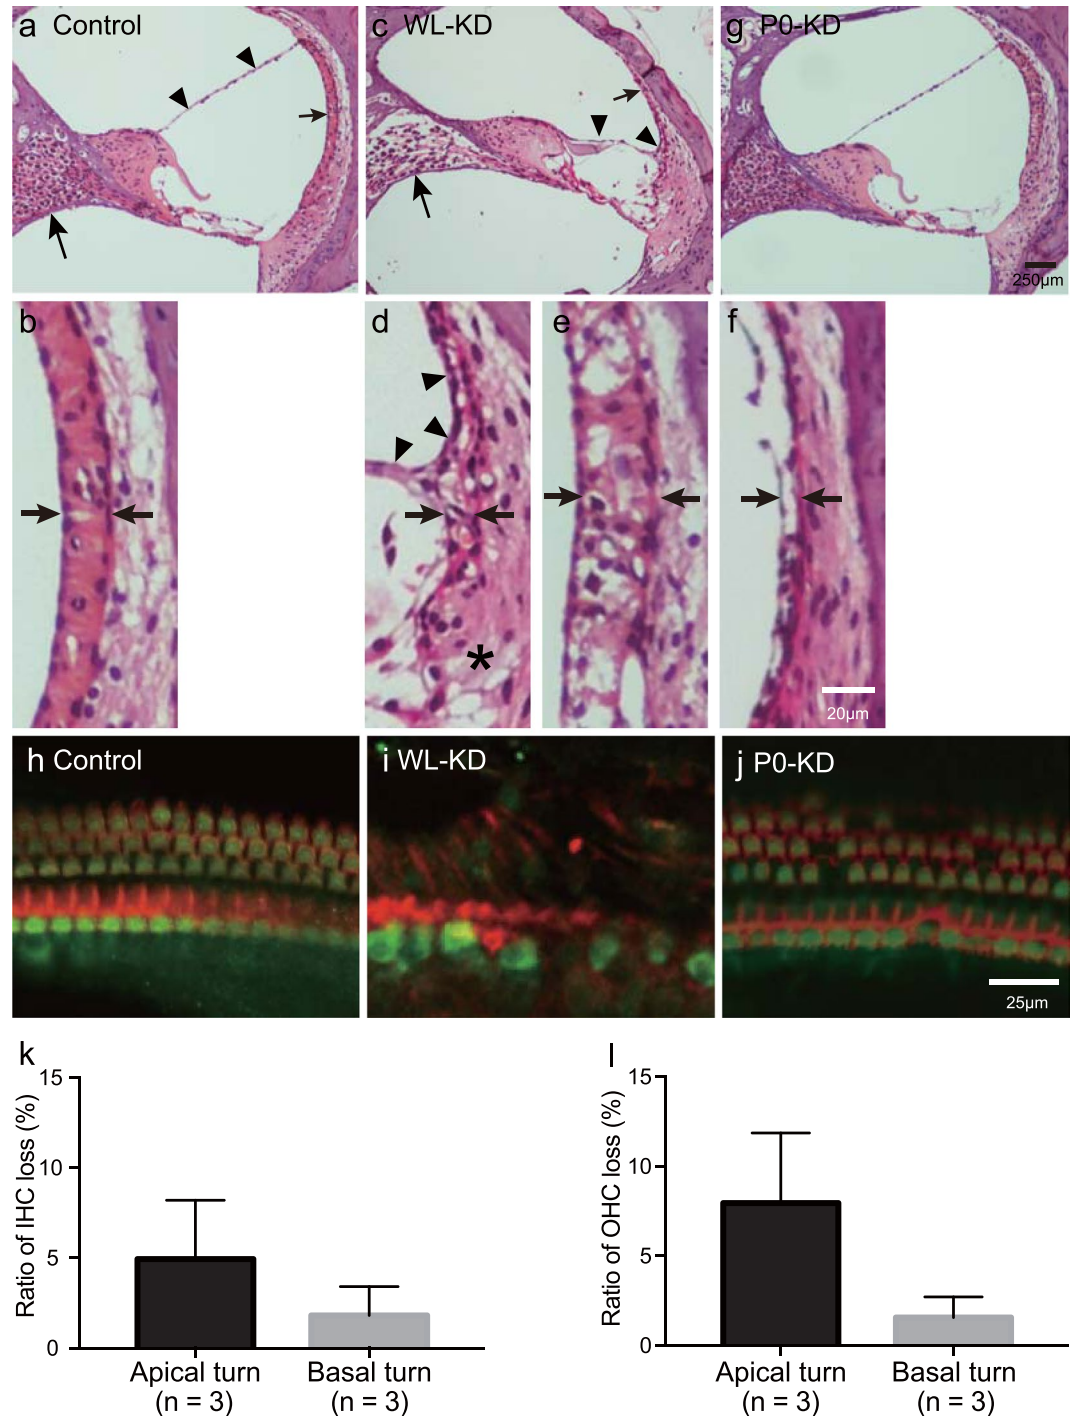 a Control
c WL-KD
g P0-KD
250µm
b
d
e
f
*
20µm
h Control
i WL-KD
j P0-KD
25µm
k
15
10
5
0
Ratio of IHC loss (%)
Apical turn
(n = 3)
Basal turn
(n = 3)
l
15
10
5
0
Ratio of OHC loss (%)
Apical turn
(n = 3)
Basal turn
(n = 3)